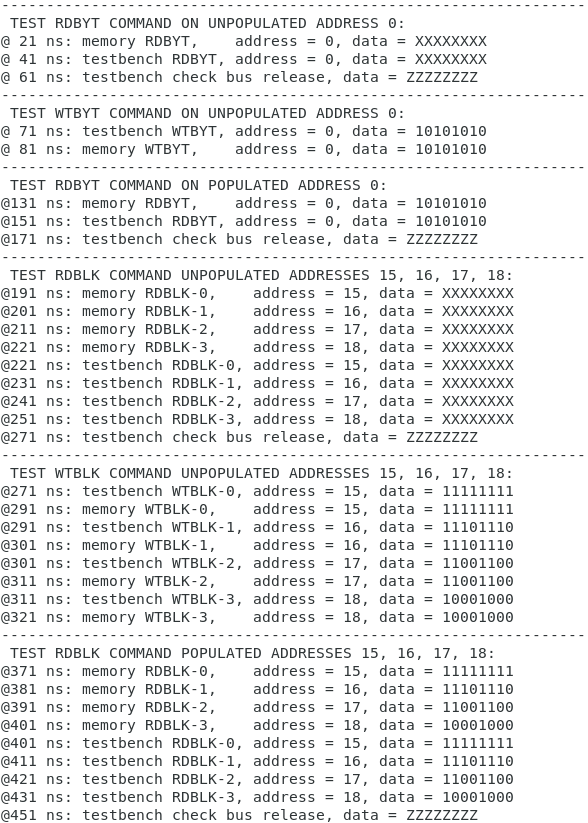 --------------------------------------------------------------
 TEST RDBYT COMMAND ON UNPOPULATED ADDRESS 0:
@ 21 ns: memory RDBYT,    address = 0, data = XXXXXXXX
@ 41 ns: testbench RDBYT, address = 0, data = XXXXXXXX
@ 61 ns: testbench check bus release, data = ZZZZZZZZ
--------------------------------------------------------------
 TEST WTBYT COMMAND ON UNPOPULATED ADDRESS 0:
@ 71 ns: testbench WTBYT, address = 0, data = 10101010
@ 81 ns: memory WTBYT,    address = 0, data = 10101010
--------------------------------------------------------------
 TEST RDBYT COMMAND ON POPULATED ADDRESS 0:
@131 ns: memory RDBYT,    address = 0, data = 10101010
@151 ns: testbench RDBYT, address = 0, data = 10101010
@171 ns: testbench check bus release, data = ZZZZZZZZ
--------------------------------------------------------------
 TEST RDBLK COMMAND UNPOPULATED ADDRESSES 15, 16, 17, 18:
@191 ns: memory RDBLK-0,    address = 15, data = XXXXXXXX
@201 ns: memory RDBLK-1,    address = 16, data = XXXXXXXX
@211 ns: memory RDBLK-2,    address = 17, data = XXXXXXXX
@221 ns: memory RDBLK-3,    address = 18, data = XXXXXXXX
@221 ns: testbench RDBLK-0, address = 15, data = XXXXXXXX
@231 ns: testbench RDBLK-1, address = 16, data = XXXXXXXX
@241 ns: testbench RDBLK-2, address = 17, data = XXXXXXXX
@251 ns: testbench RDBLK-3, address = 18, data = XXXXXXXX
@271 ns: testbench check bus release, data = ZZZZZZZZ
--------------------------------------------------------------
 TEST WTBLK COMMAND UNPOPULATED ADDRESSES 15, 16, 17, 18:
@271 ns: testbench WTBLK-0, address = 15, data = 11111111
@291 ns: memory WTBLK-0,    address = 15, data = 11111111
@291 ns: testbench WTBLK-1, address = 16, data = 11101110
@301 ns: memory WTBLK-1,    address = 16, data = 11101110
@301 ns: testbench WTBLK-2, address = 17, data = 11001100
@311 ns: memory WTBLK-2,    address = 17, data = 11001100
@311 ns: testbench WTBLK-3, address = 18, data = 10001000
@321 ns: memory WTBLK-3,    address = 18, data = 10001000
--------------------------------------------------------------
 TEST RDBLK COMMAND POPULATED ADDRESSES 15, 16, 17, 18:
@371 ns: memory RDBLK-0,    address = 15, data = 11111111
@381 ns: memory RDBLK-1,    address = 16, data = 11101110
@391 ns: memory RDBLK-2,    address = 17, data = 11001100
@401 ns: memory RDBLK-3,    address = 18, data = 10001000
@401 ns: testbench RDBLK-0, address = 15, data = 11111111
@411 ns: testbench RDBLK-1, address = 16, data = 11101110
@421 ns: testbench RDBLK-2, address = 17, data = 11001100
@431 ns: testbench RDBLK-3, address = 18, data = 10001000
@451 ns: testbench check bus release, data = ZZZZZZZZ